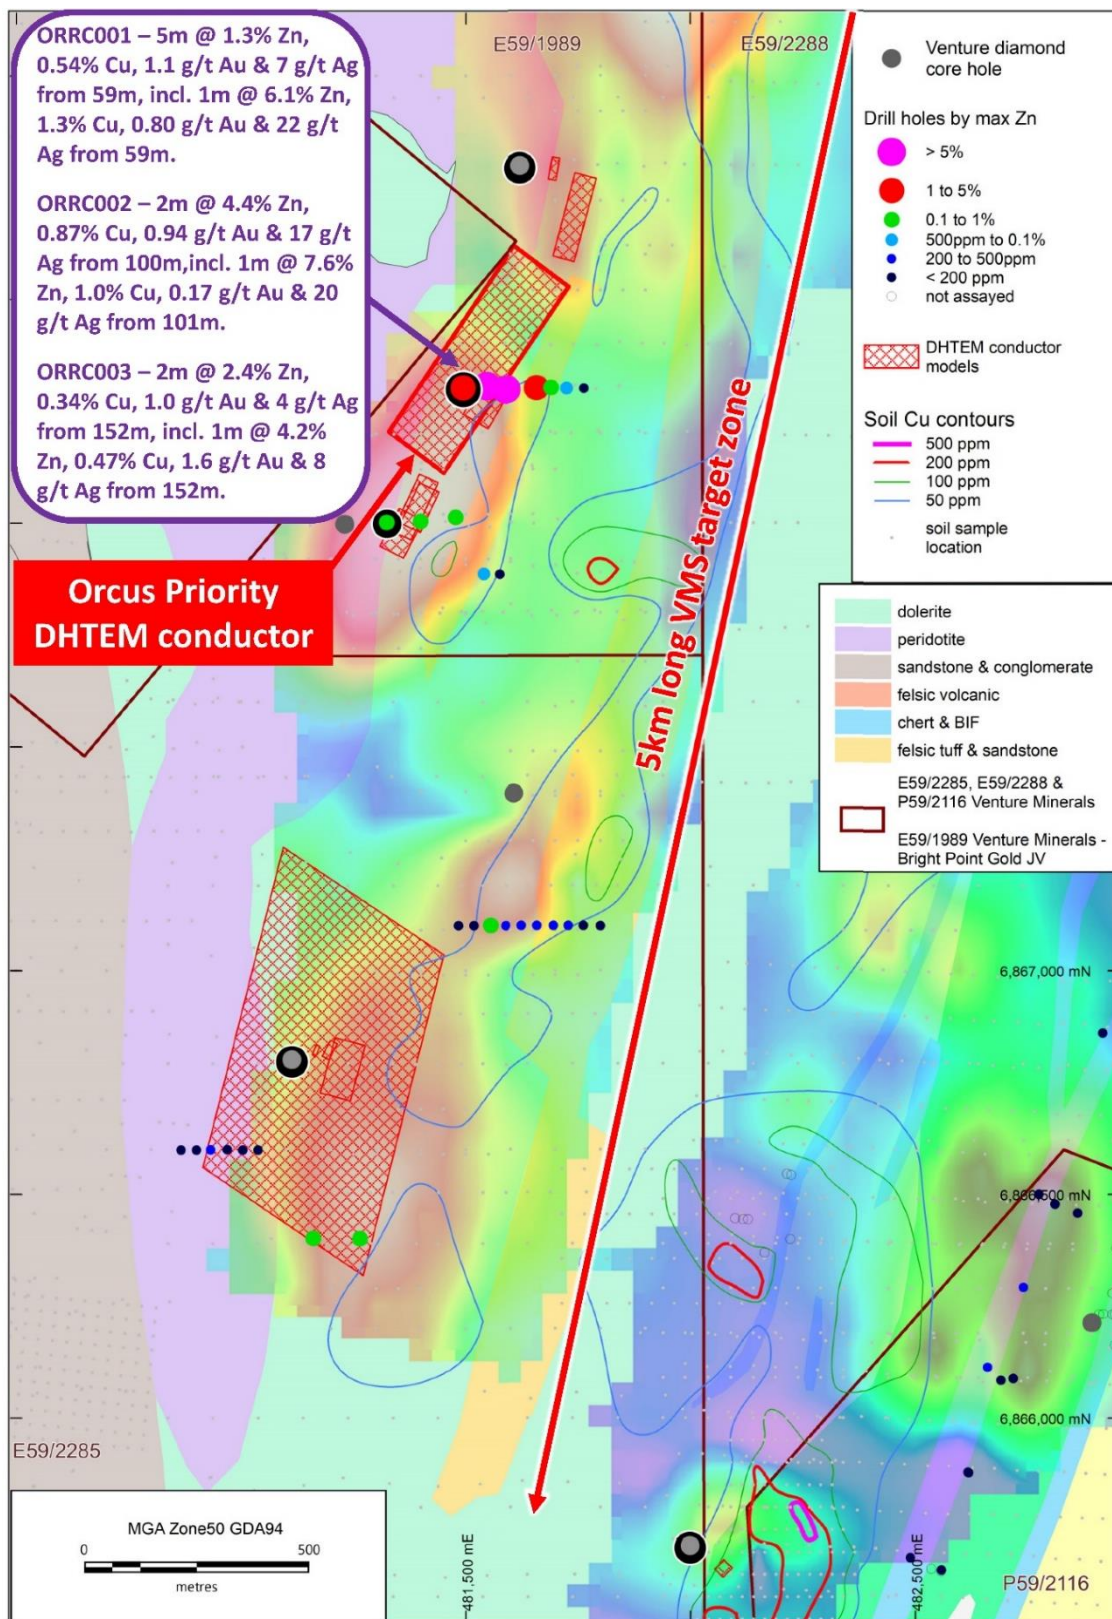 ORRC001 – 5m @ 1.3% Zn,
0.54% Cu, 1.1 g/t Au & 7 g/t Ag
from 59m, incl. 1m @ 6.1% Zn,
1.3% Cu, 0.80 g/t Au & 22 g/t
Ag from 59m.
ORRC002 – 2m @ 4.4% Zn,
0.87% Cu, 0.94 g/t Au & 17 g/t
Ag from 100m,incl. 1m @ 7.6%
Zn, 1.0% Cu, 0.17 g/t Au & 20
g/t Ag from 101m.
ORRC003 – 2m @ 2.4% Zn,
0.34% Cu, 1.0 g/t Au & 4 g/t Ag
from 152m, incl. 1m @ 4.2%
Zn, 0.47% Cu, 1.6 g/t Au & 8
g/t Ag from 152m.
E59/1989
E59/2288
Venture diamond
core hole
Drill holes by max Zn
> 5%
1 to 5%
0.1 to 1%
500ppm to 0.1%
200 to 500ppm
< 200 ppm
not assayed
DHTEM conductor
models
Soil Cu contours
500 ppm
200 ppm
100 ppm
50 ppm
soil sample
location
dolerite
peridotite
sandstone & conglomerate
felsic volcanic
chert & BIF
felsic tuff & sandstone
E59/2285, E59/2288 &
P59/2116 Venture Minerals
E59/1989 Venture Minerals -
Bright Point Gold JV
Orcus Priority
DHTEM conductor
5km long VMS target zone
6,867,000 mN
6,866,500 mN
6,866,000 mN
E59/2285
MGA Zone50 GDA94
0 500
metres
481,500 mE
482,500 mE
P59/2116